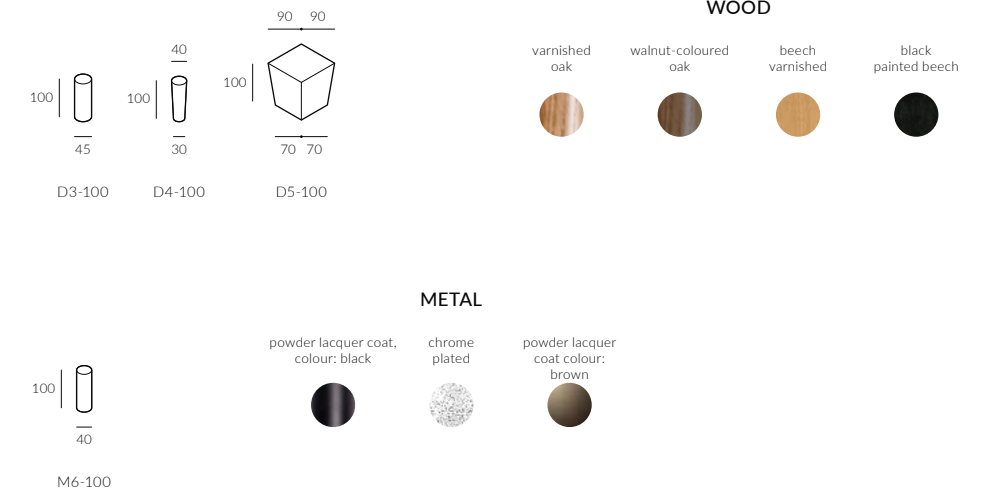 WOOD
90 90
100
70 70
D5-100
40
100
30
D4-100
100
45
D3-100
varnished
oak
walnut-coloured
oak
beech
varnished
black
painted beech
METAL
100
40
M6-100
powder lacquer coat,
colour: black
chrome
plated
powder lacquer
coat colour:
brown